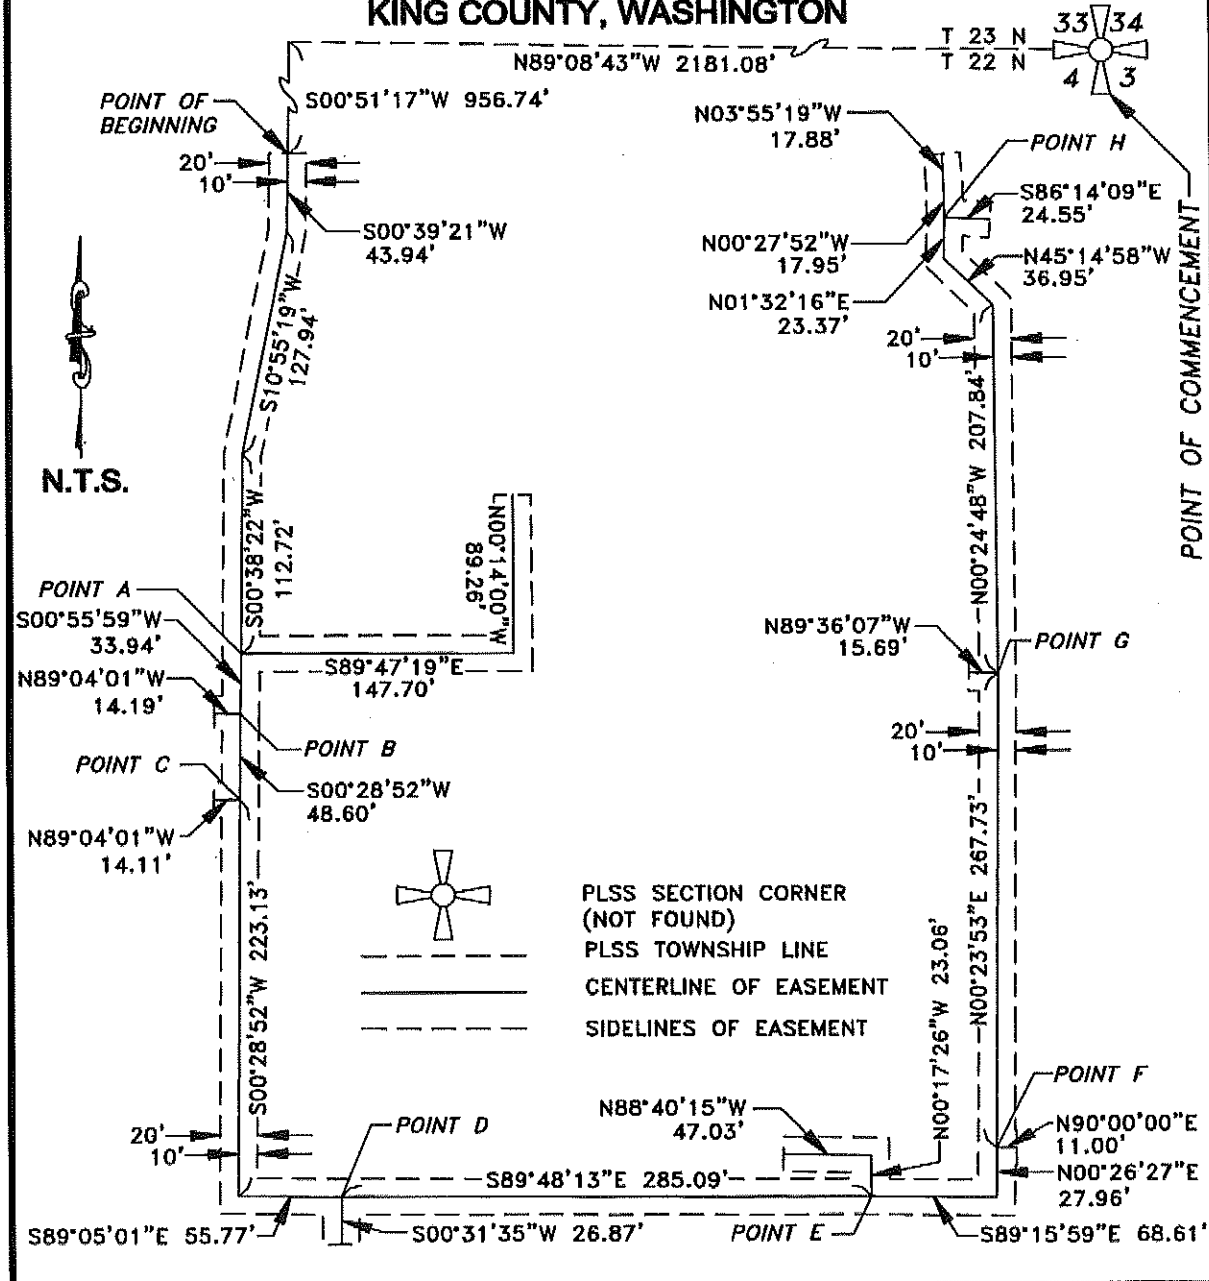 KING COUNTY, WASHINGTON
33 34
T 23 N
T 22 N
4 3
N89°08'43"W 2181.08'
S00°51'17"W 956.74'
POINT OF
BEGINNING
20'
10'
S00°39'21"W
43.94'
N03°55'19"W
17.88'
POINT H
S86°14'09"E
24.55'
N00°27'52"W
17.95'
N45°14'58"W
36.95'
N01°32'16"E
23.37'
20'
10'
POINT OF COMMENCEMENT
S10°55'19"W
127.94'
N.T.S.
S00°38'22"W
112.72'
N00°14'00"W
89.26'
N00°24'48"W 207.84'
POINT A
S00°55'59"W
33.94'
S89°47'19"E
147.70'
N89°36'07"W
15.69'
POINT G
N89°04'01"W
14.19'
POINT B
20'
10'
POINT C
S00°28'52"W
48.60'
N89°04'01"W
14.11'
S00°28'52"W 223.13'
PLSS SECTION CORNER
(NOT FOUND)
PLSS TOWNSHIP LINE
CENTERLINE OF EASEMENT
SIDELINES OF EASEMENT
N00°17'26"W 23.06'
N00°23'53"E 267.73'
POINT F
N88°40'15"W
47.03'
N90°00'00"E
11.00'
20'
10'
POINT D
N00°26'27"E
27.96'
S89°48'13"E 285.09'
S89°05'01"E 55.77'
S00°31'35"W 26.87'
POINT E
S89°15'59"E 68.61'